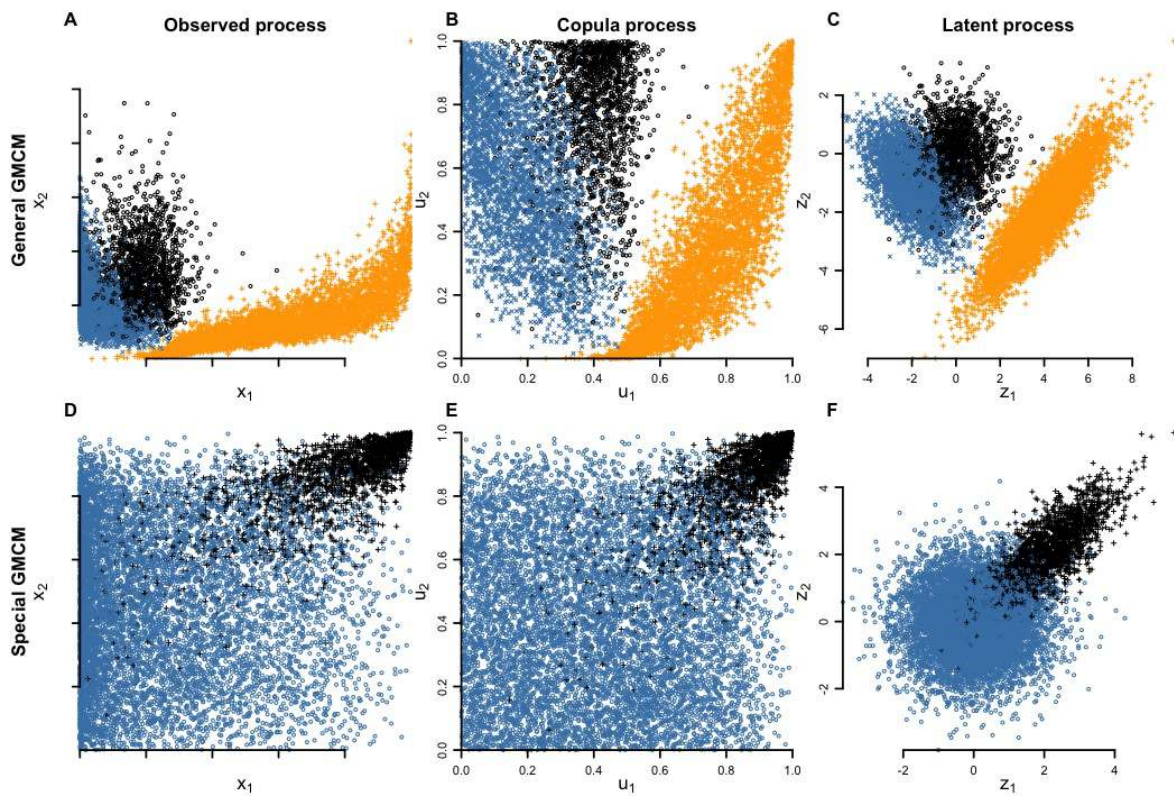 A Observed process
B Copula process
C Latent process
General GMCM
x2
x1
u2
1.0
0.8
0.6
0.4
0.2
0.0
0.0 0.2 0.4 0.6 0.8 1.0
u1
z2
2
0
-2
-4
-6
-4 -2 0 2 4 6 8
z1
D
E
F
Special GMCM
x2
x1
u2
1.0
0.8
0.6
0.4
0.2
0.0
0.0 0.2 0.4 0.6 0.8 1.0
u1
z2
4
2
0
-2
-2 0 2 4
z1